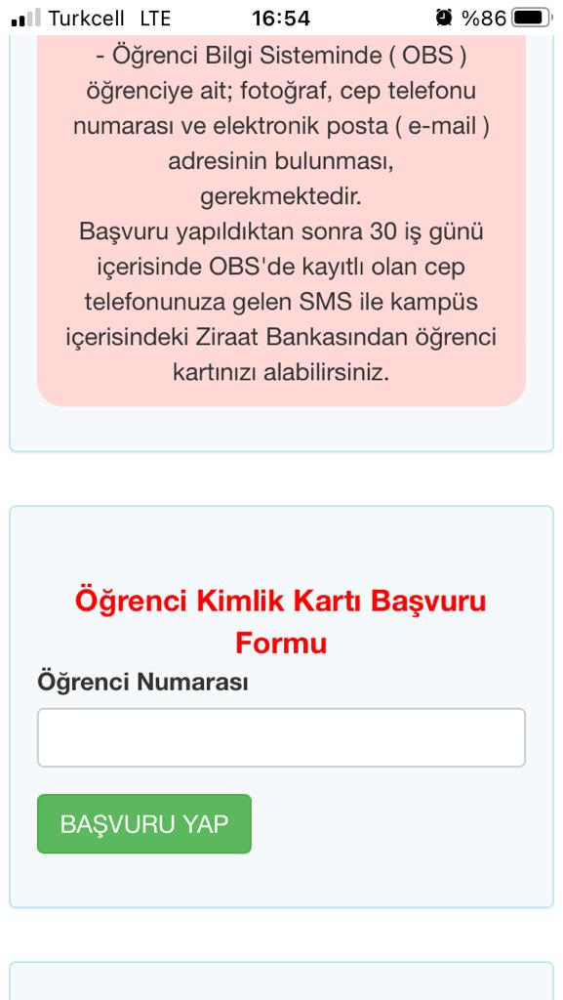 Turkcell LTE 16:54 %86
- Öğrenci Bilgi Sisteminde ( OBS )
öğrenciye ait; fotoğraf, cep telefonu
numarası ve elektronik posta ( e-mail )
adresinin bulunması,
gerekmektedir.
Başvuru yapıldıktan sonra 30 iş günü
içerisinde OBS'de kayıtlı olan cep
telefonunuza gelen SMS ile kampüs
içerisindeki Ziraat Bankasından öğrenci
kartınızı alabilirsiniz.
Öğrenci Kimlik Kartı Başvuru
Formu
Öğrenci Numarası
BAŞVURU YAP